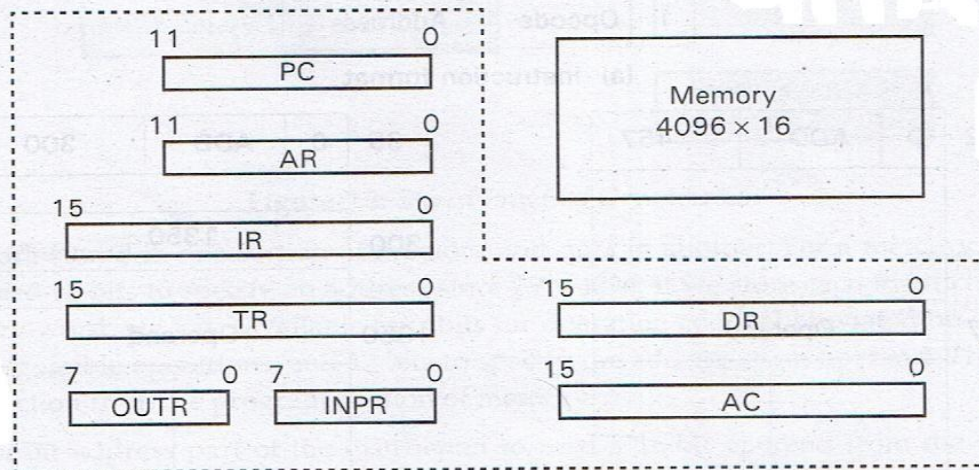 11 0
PC
11 0
AR
15 0
IR
15 0
TR
7 0 7 0
OUTR INPR
Memory
4096 × 16
15 0
DR
15 0
AC